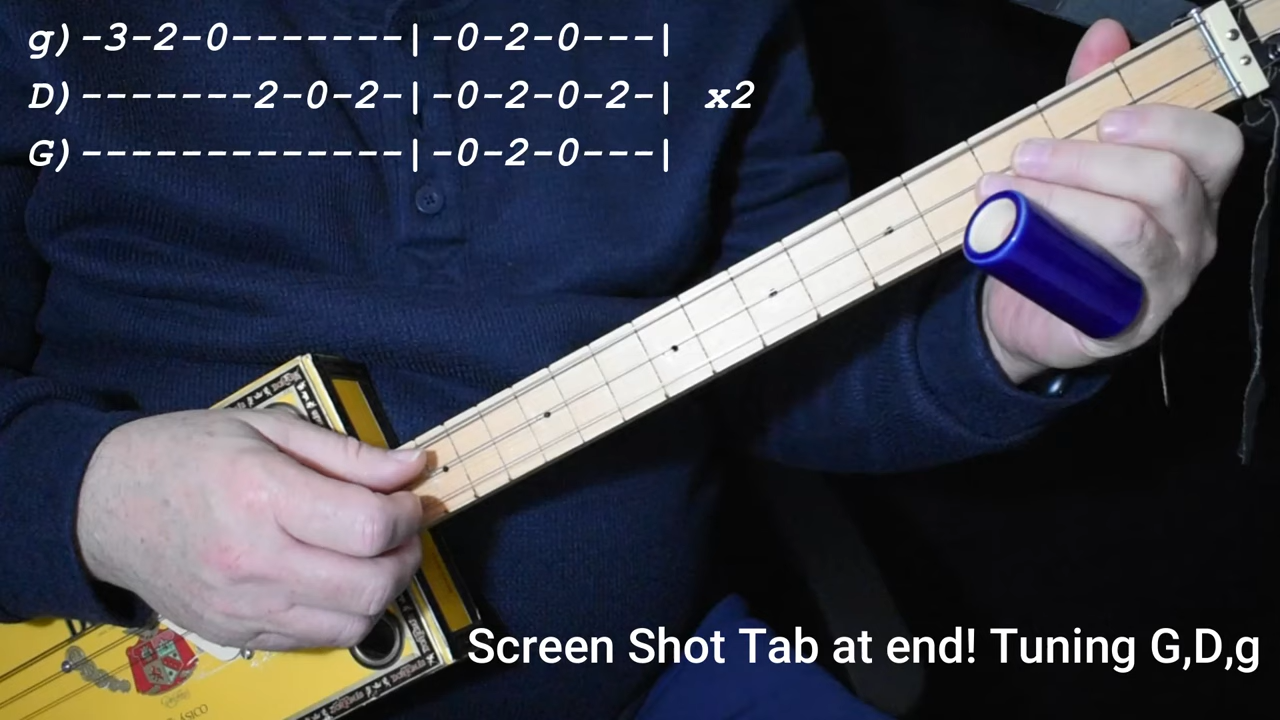 g)-3-2-0-------|-0-2-0---|
D)-------2-0-2-|-0-2-0-2-| x2
G)-------------|-0-2-0---|
ÁSICO
Screen Shot Tab at end! Tuning G,D,g